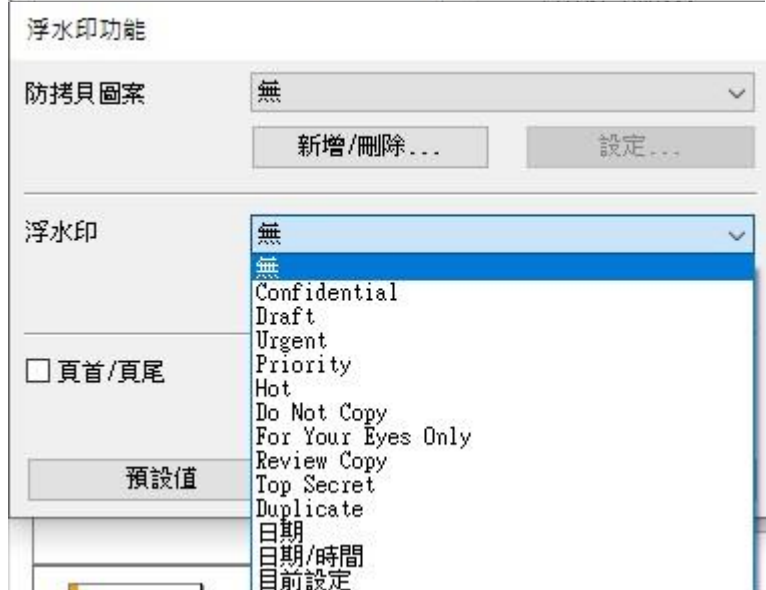 浮水印功能
防拷貝圖案
無
新增/刪除...
設定...
浮水印
無
無
Confidential
Draft
Urgent
Priority
頁首/頁尾
Hot
Do Not Copy
For Your Eyes Only
Review Copy
預設值
Top Secret
Duplicate
日期
日期/時間
目前設定